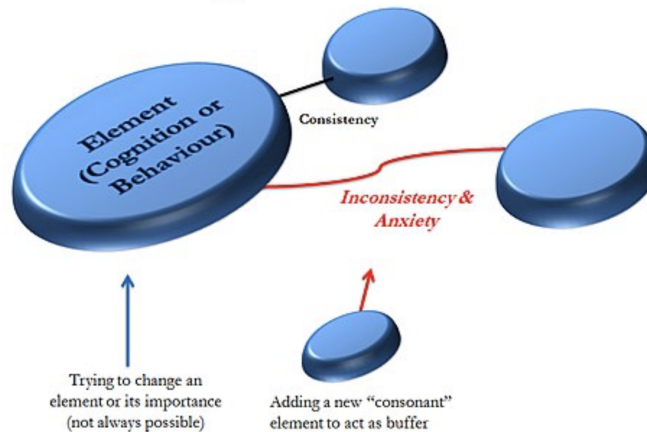 Element
(Cognition or
Behaviour)
Consistency
Inconsistency &
Anxiety
Trying to change an
element or its importance
(not always possible)
Adding a new “consonant”
element to act as buffer